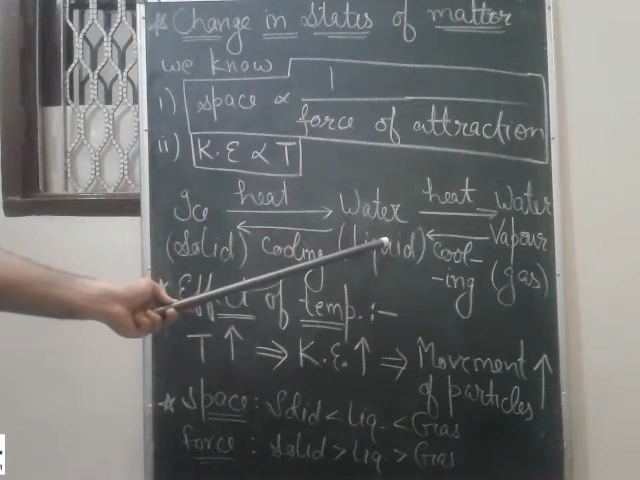 * Change in States of matter
we know
i) space ∝ 1 / force of attraction
ii) K.E ∝ T
Ice heat → Water heat → Water
(Solid) ← cooling (liquid) ← cool- Vapour
-ing (gas)
* Effect of temp.:-
T ↑ ⇒ K.E. ↑ ⇒ Movement of particles ↑
* Space: Solid < Liq. < Gas
force : solid > Liq. > Gas